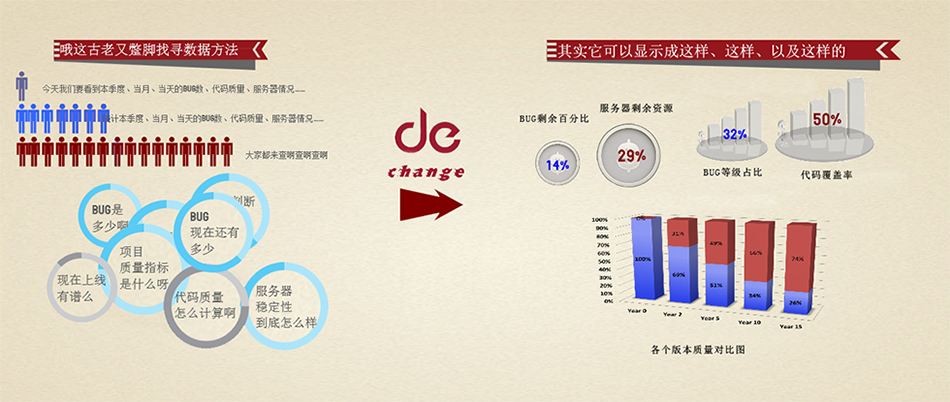 哦这古老又蹩脚找寻数据方法
今天我们要看到本季度、当月、当天的BUG数、代码质量、服务器情况……
计本季度、当月、当天的BUG数、代码质量、服务器情况……
大家都来查啊查啊查啊
BUG是
多少啊
判断
BUG
现在还有
多少
项目
质量指标
是什么呀
现在上线
有谱么
代码质量
怎么计算啊
服务器
稳定性
到底怎么样
de
change
其实它可以显示成这样、这样、以及这样的
BUG剩余百分比
14%
服务器剩余资源
29%
32%
BUG等级占比
50%
代码覆盖率
100%
90%
80%
70%
60%
50%
40%
30%
20%
10%
0%
0%
100%
31%
69%
49%
51%
66%
34%
74%
26%
Year 0
Year 2
Year 5
Year 10
Year 15
各个版本质量对比图